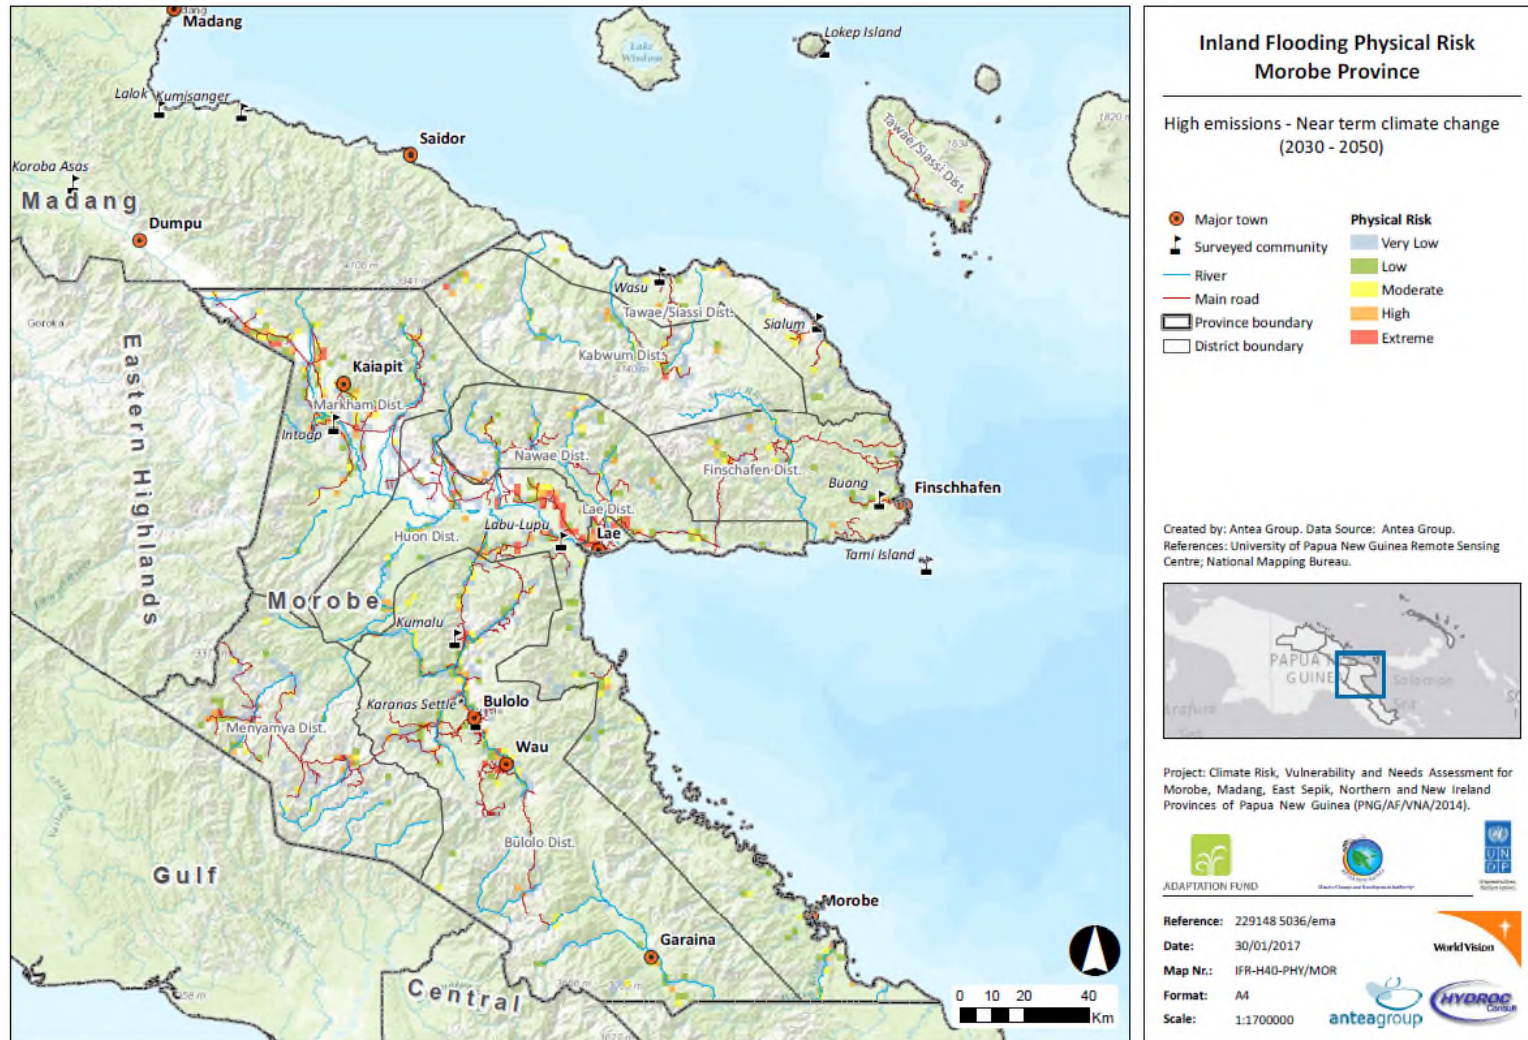 Madang
Lalok
Kumisanger
Saidor
Koroba Asas
Madang
Dumpu
Lokep Island
Tawae/Siassi Dist.
Goroka
Eastern Highlands
Wasu
Tawae/Siassi Dist.
Sialum
Kabwum Dist.
Kaiapit
Markham Dist.
Intoap
Nawae Dist.
Finschafen Dist.
Buang
Finschhafen
Lae Dist.
Labu-Lupu
Lae
Huon Dist.
Tami Island
Morobe
Kumalu
Karanas Settle
Bulolo
Menyamya Dist.
Wau
Bulolo Dist.
Gulf
Morobe
Garaina
Central
0 10 20 40
Km
Inland Flooding Physical Risk
Morobe Province
High emissions - Near term climate change
(2030 - 2050)
Major town
Surveyed community
River
Main road
Province boundary
District boundary
Physical Risk
Very Low
Low
Moderate
High
Extreme
Created by: Antea Group. Data Source: Antea Group.
References: University of Papua New Guinea Remote Sensing
Centre; National Mapping Bureau.
Project: Climate Risk, Vulnerability and Needs Assessment for
Morobe, Madang, East Sepik, Northern and New Ireland
Provinces of Papua New Guinea (PNG/AF/VNA/2014).
ADAPTATION FUND
UN
DP
Reference: 229148 5036/ema
Date: 30/01/2017
Map Nr.: IFR-H40-PHY/MOR
Format: A4
Scale: 1:1700000
World Vision
anteagroup
HYDROC
Consult